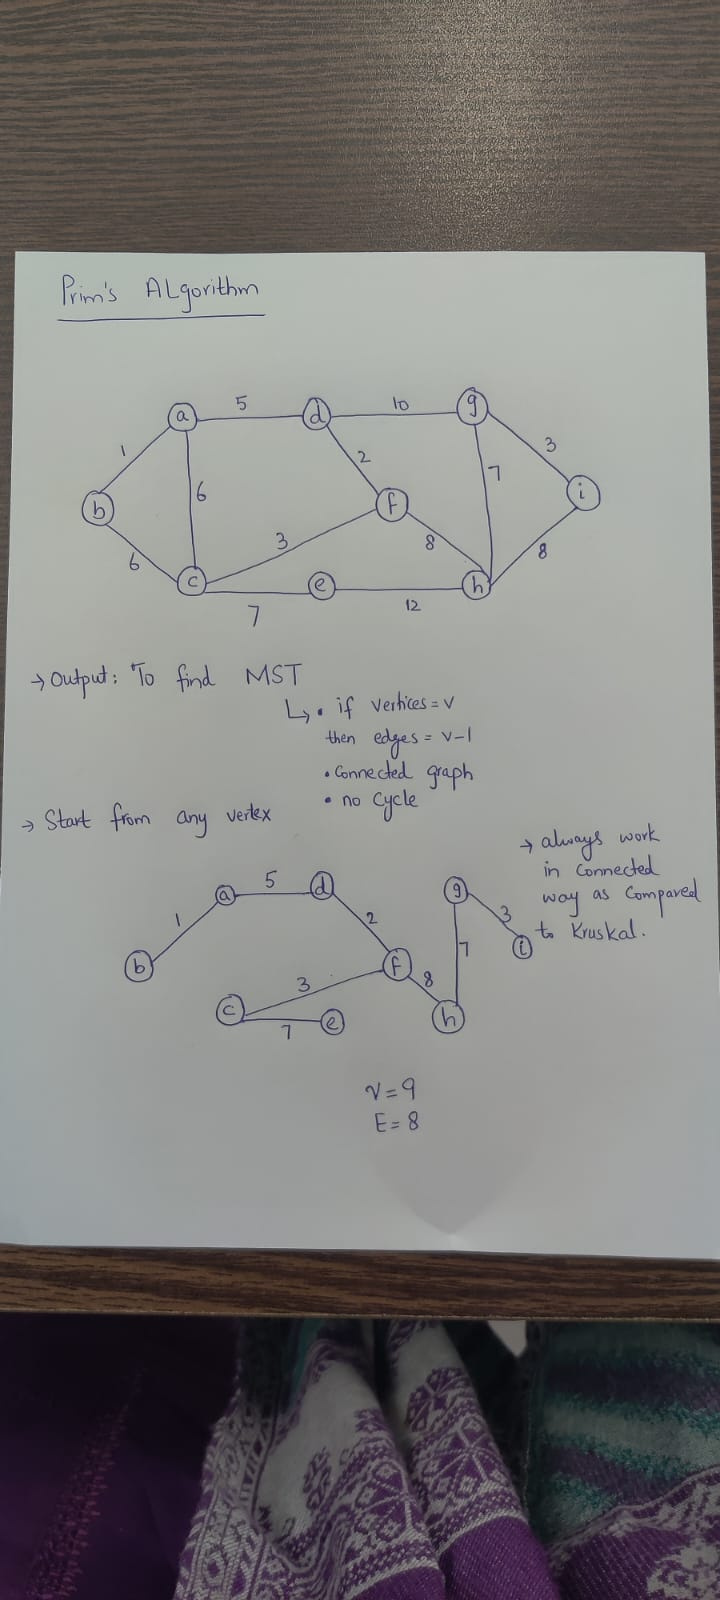 Prim's ALgorithm
a 5 d 10 g
1 2 3
b 6 f 7 i
6 3 8 8
c e h
7 12
→ Output: To find MST
↳ • if vertices = v
then edges = v-1
• Connected graph
• no cycle
→ Start from any vertex
→ always work
in connected
way as compared
to Kruskal.
a 5 d g
1 2 3
b f 7 i
3 8
c e h
7
V = 9
E = 8